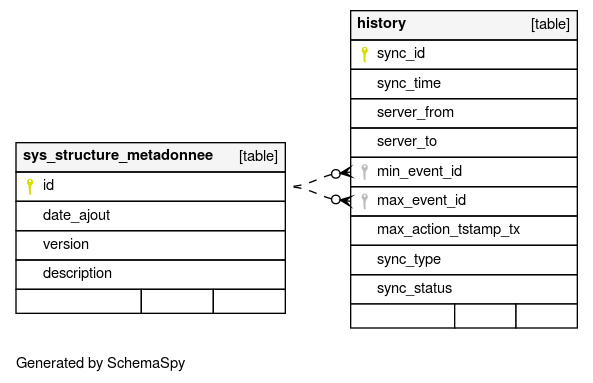 history [table]
sync_id
sync_time
server_from
server_to
min_event_id
max_event_id
max_action_tstamp_tx
sync_type
sync_status
sys_structure_metadonnee [table]
id
date_ajout
version
description
Generated by SchemaSpy